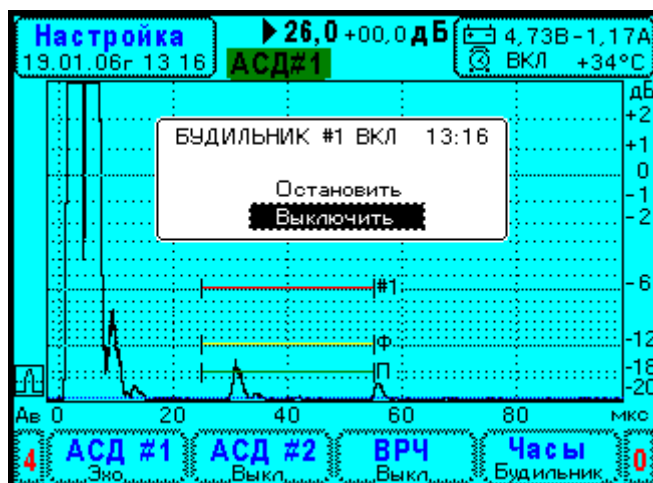 Настройка
19.01.06г 13 16
26,0 +00,0 дБ
АСД#1
4,73В-1,17А
ВКЛ +34°C
дБ
+2
БУДИЛЬНИК #1 ВКЛ 13:16
+1
0
Остановить
-1
Выключить
-2
#1
-6
Ф
-12
П
-18
-20
Ав 0 20 40 60 80 мкс
4 АСД #1 АСД #2 ВРЧ Часы 0
Эхо Выкл Выкл Будильник